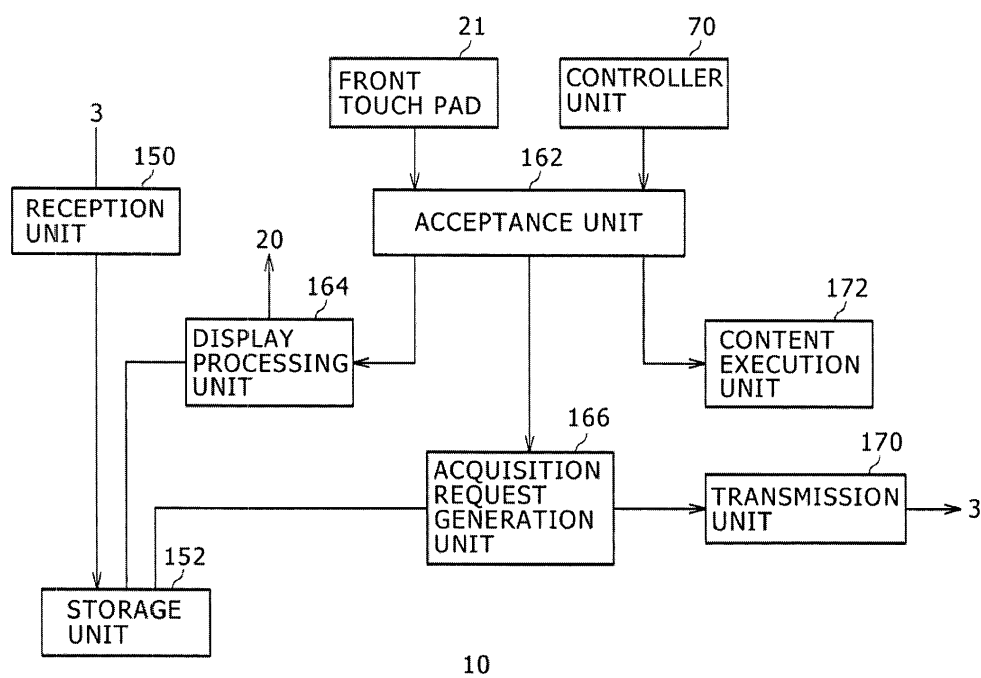 21
70
FRONT
TOUCH PAD
CONTROLLER
UNIT
3
150
162
RECEPTION
UNIT
ACCEPTANCE UNIT
20
164
172
DISPLAY
PROCESSING
UNIT
CONTENT
EXECUTION
UNIT
166
170
ACQUISITION
REQUEST
GENERATION
UNIT
TRANSMISSION
UNIT
3
152
STORAGE
UNIT
10